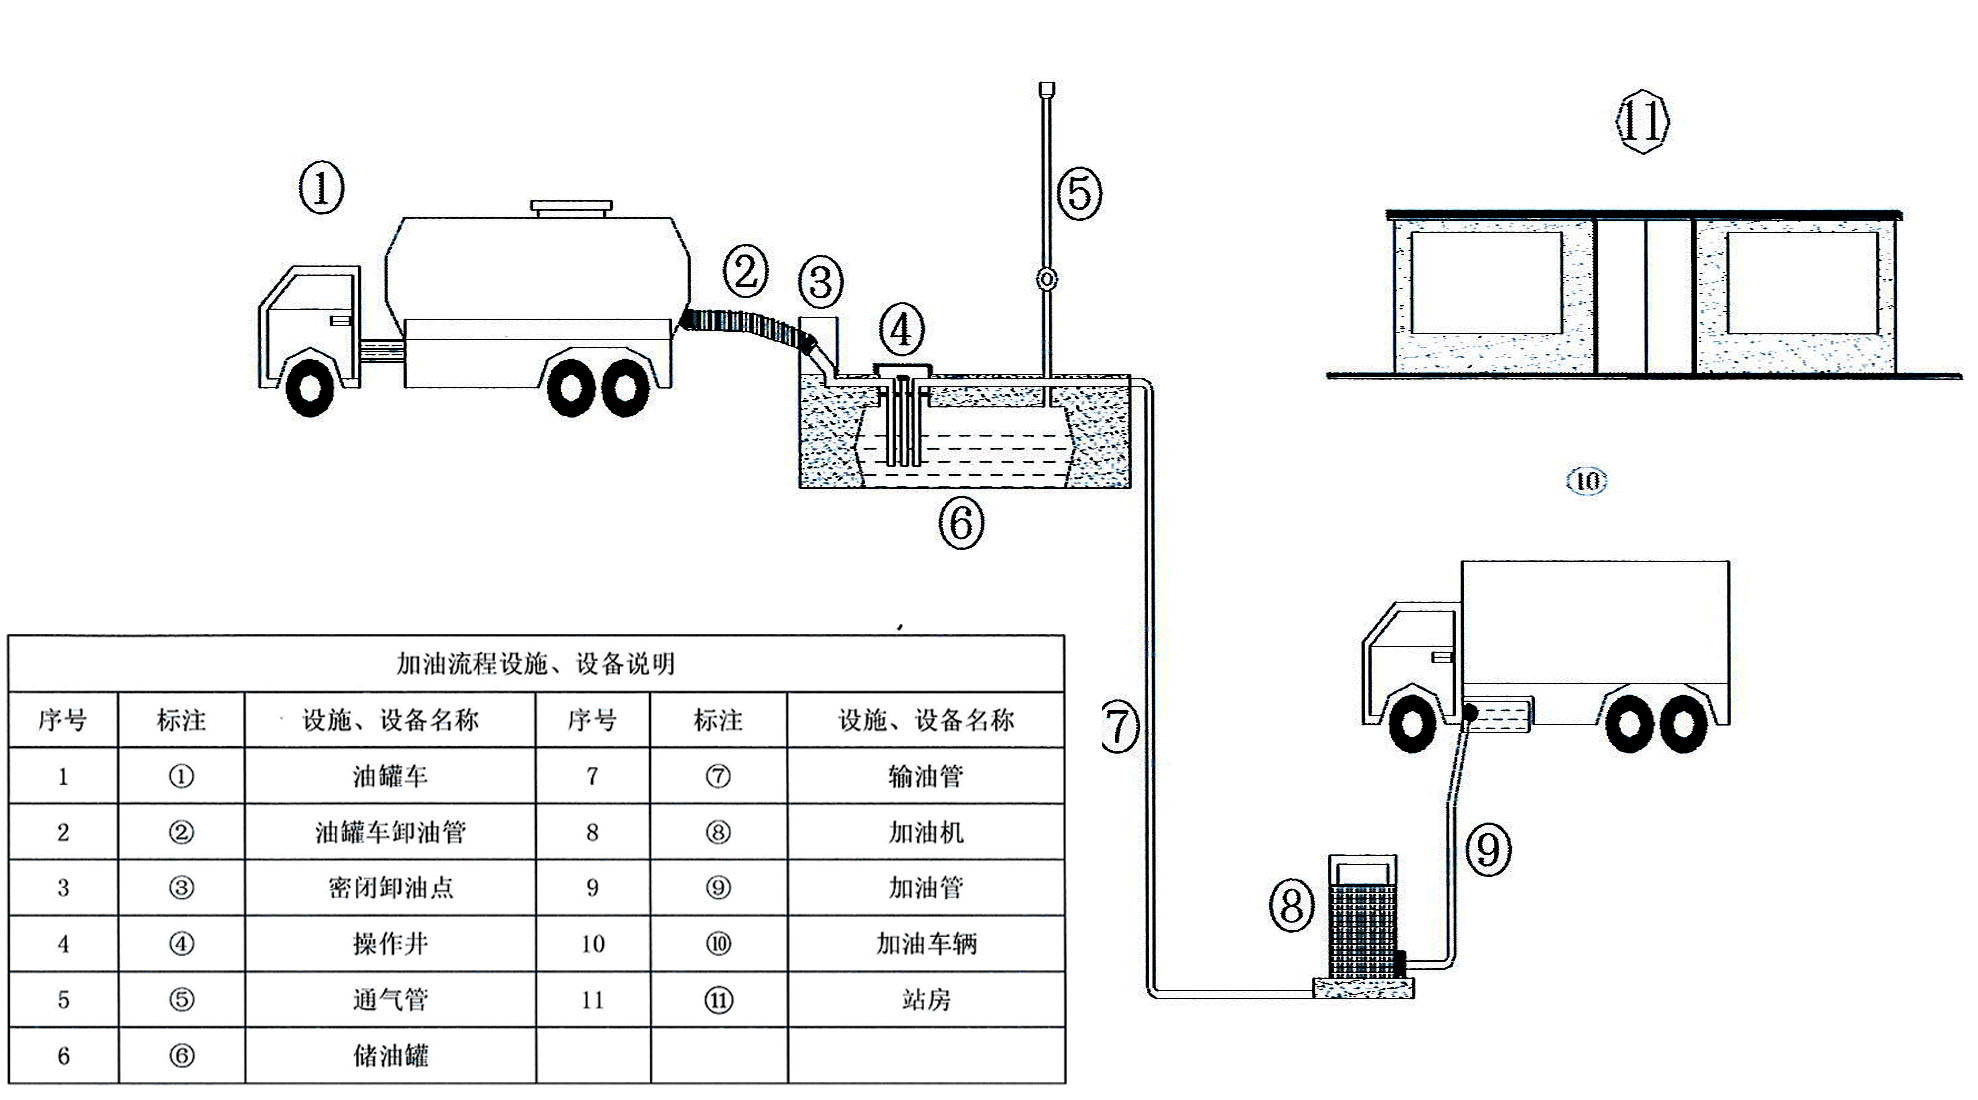 ⑪
①
⑤
②
③
④
⑩
⑥
⑦
⑨
⑧
加油流程设施、设备说明
序号 标注 设施、设备名称 序号 标注 设施、设备名称
1 ① 油罐车 7 ⑦ 输油管
2 ② 油罐车卸油管 8 ⑧ 加油机
3 ③ 密闭卸油点 9 ⑨ 加油管
4 ④ 操作井 10 ⑩ 加油车辆
5 ⑤ 通气管 11 ⑪ 站房
6 ⑥ 储油罐